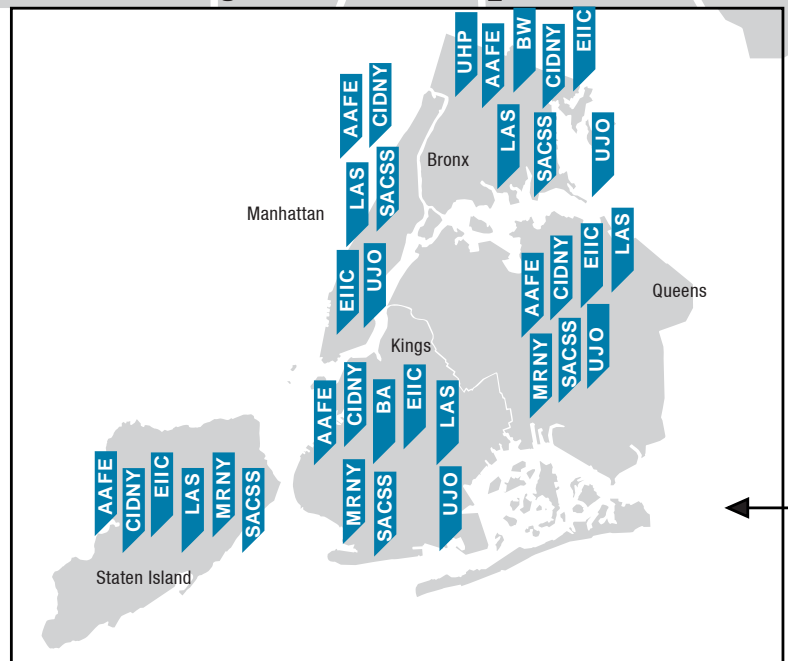 UHP
AAFE
BW
CIDNY
EIIC
LAS
SACSS
UJO
Bronx
AAFE
CIDNY
LAS
SACSS
Manhattan
EIIC
UJO
AAFE
CIDNY
EIIC
LAS
Queens
MRNY
SACSS
UJO
Kings
AAFE
CIDNY
BA
EIIC
LAS
MRNY
SACSS
UJO
AAFE
CIDNY
EIIC
LAS
MRNY
SACSS
Staten Island